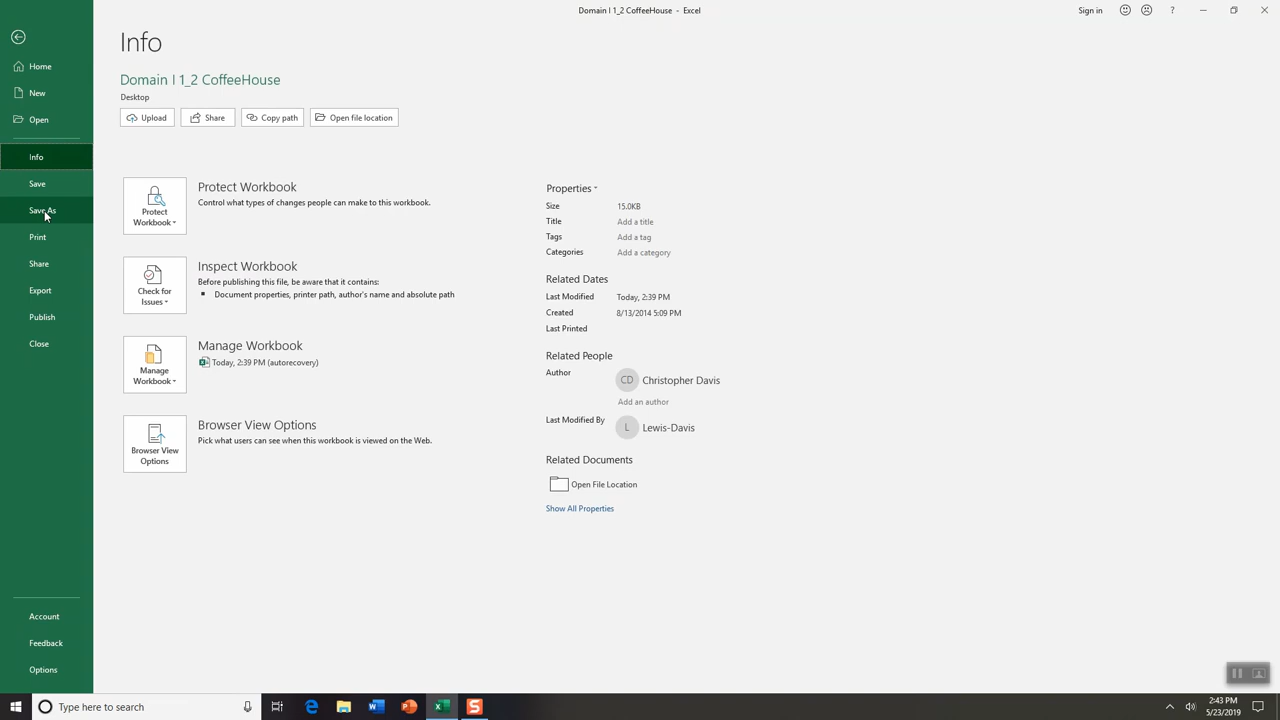 Domain I 1_2 CoffeeHouse - Excel
Sign in
?
Info
Home
New
Open
Info
Save
Save As
Print
Share
Export
Publish
Close
Account
Feedback
Options
Domain I 1_2 CoffeeHouse
Desktop
Upload
Share
Copy path
Open file location
Protect Workbook
Protect Workbook
Control what types of changes people can make to this workbook.
Check for Issues
Inspect Workbook
Before publishing this file, be aware that it contains:
Document properties, printer path, author's name and absolute path
Manage Workbook
Manage Workbook
Today, 2:39 PM (autorecovery)
Browser View Options
Browser View Options
Pick what users can see when this workbook is viewed on the Web.
Properties
Size 15.0KB
Title Add a title
Tags Add a tag
Categories Add a category
Related Dates
Last Modified Today, 2:39 PM
Created 8/13/2014 5:09 PM
Last Printed
Related People
Author CD Christopher Davis
Add an author
Last Modified By L Lewis-Davis
Related Documents
Open File Location
Show All Properties
Type here to search
2:43 PM
5/23/2019